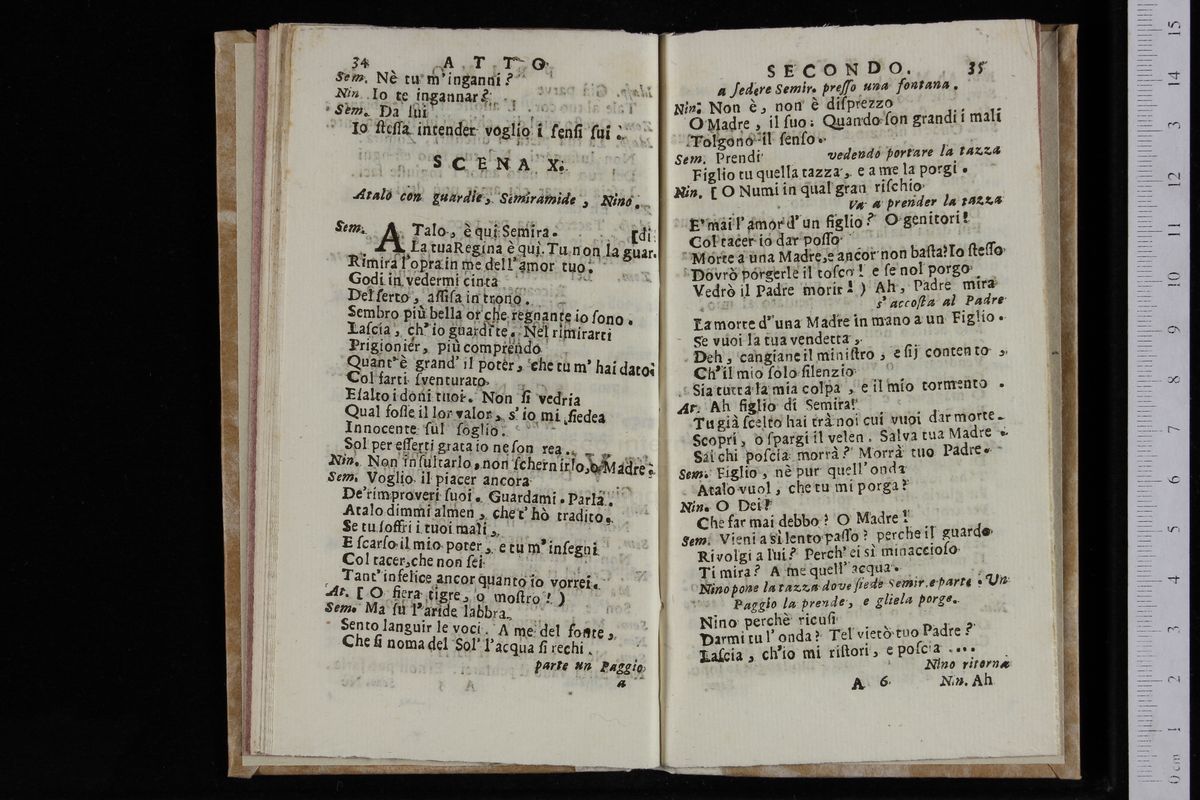 34 ATTO
Sem. Nè tu m'inganni?
Nin. Io te ingannar?
Sem. Da lui
Io ſteſſa intender voglio i ſenſi ſui.
SCENA X.
Atalo con guardie, Semiramide, Nino.
Sem. ATalo, è quì Semira. [di
La tua Regina è quì. Tu non la guar-
Rimira l'opra in me dell'amor tuo.
Godi in vedermi cinta
Del ſerto, aſſiſa in trono.
Sembro più bella or che regnante io ſono.
Laſcia, ch'io guardi te. Nel rimirarti
Prigionier, più comprendo
Quant'è grand' il poter, che tu m' hai dato:
Col farti ſventurato
Eſalto i doni tuoi. Non ſi vedria
Qual foſſe il lor valor, s'io mi ſiedea
Innocente ſul ſoglio.
Sol per eſſerti grata io ne ſon rea.
Nin. Non inſultarlo, non ſchernirlo, o Madre.
Sem. Voglio il piacer ancora
De'rimproveri ſuoi. Guardami. Parla.
Atalo dimmi almen, che t' hò tradito.
Se tu ſoffri i tuoi mali,
E ſcarſo il mio poter, e tu m'inſegni
Col tacer, che non ſei
Tant' infelice ancor quanto io vorrei.
At. [ O fiera tigre, o moſtro! )
Sem. Ma ſu l'aride labbra
Sento languir le voci. A me del fonte,
Che ſi noma del Sol' l'acqua ſi rechi.
parte un Paggio
A 5 a
SECONDO. 35
a ſedere Semir. preſſo una fontana.
Nin. Non è, non è diſprezzo
O Madre, il ſuo: Quando ſon grandi i mali
Tolgono il ſenſo.
Sem. Prendi vedendo portare la tazza
Figlio tu quella tazza, e a me la porgi.
Nin. [ O Numi in qual gran riſchio
va a prender la tazza
E' mai l'amor d' un figlio? O genitori!
Col tacer io dar poſſo
Morte a una Madre, e ancor non baſta? Io ſteſſo
Dovrò porgerle il toſco! e ſe nol porgo
Vedrò il Padre morir! ) Ah, Padre mira
s'accoſta al Padre
La morte d'una Madre in mano a un Figlio.
Se vuoi la tua vendetta,
Deh, cangiane il miniſtro, e ſij contento,
Ch'il mio ſolo ſilenzio
Sia tutta la mia colpa, e il mio tormento.
At. Ah figlio di Semira!
Tu già ſcelto hai trà noi cui vuoi dar morte.
Scopri, o ſpargi il velen. Salva tua Madre.
Sai chi poſcia morrà? Morrà tuo Padre.
Sem. Figlio, nè pur quell'onda
Atalo vuol, che tu mi porga?
Nin. O Dei!
Che far mai debbo? O Madre!
Sem. Vieni a sì lento paſſo? perche il guardo
Rivolgi a lui? Perch' ei sì minaccioſo
Ti mira? A me quell' acqua.
Nino pone la tazza dove ſiede Semir. e parte. Un
Paggio la prende, e gliela porge.
Nino perchè ricuſi
Darmi tu l' onda? Tel vietò tuo Padre?
Laſcia, ch'io mi riſtori, e poſcia ....
Nino ritorna
A 6 Nin. Ah